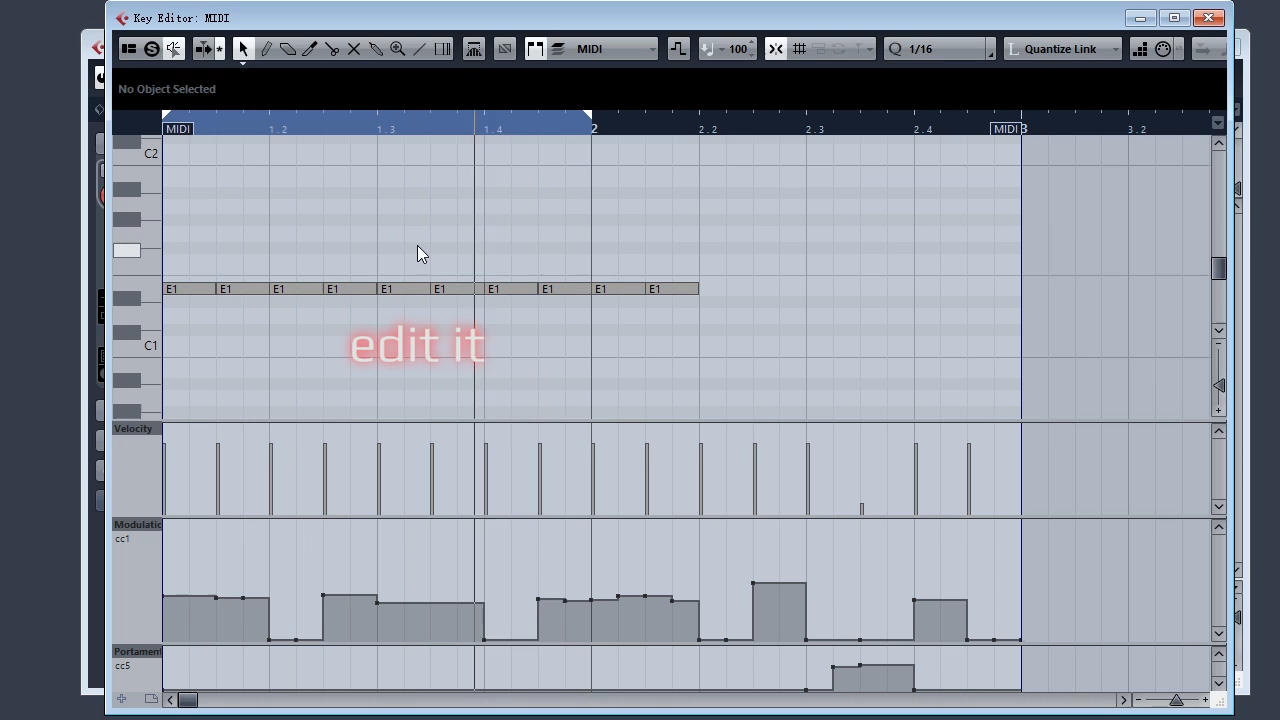 Key Editor: MIDI
MIDI 100 Q 1/16 L Quantize Link
No Object Selected
MIDI 1.2 1.3 1.4 2 2.2 2.3 2.4 MIDI 3 3.2
C2
E1 E1 E1 E1 E1 E1 E1 E1 E1 E1
C1
edit it
Velocity
Modulatic
cc1
Portament
cc5